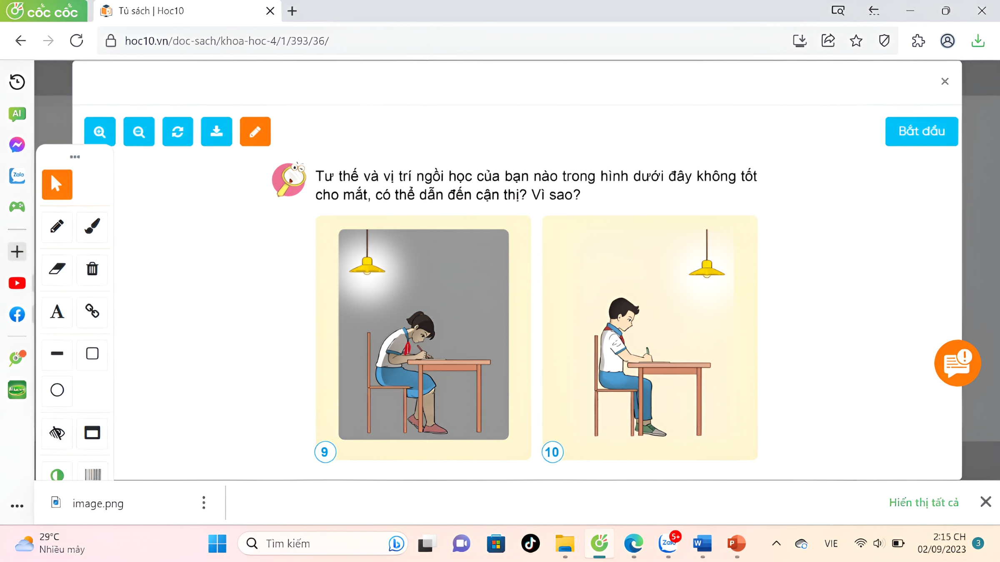 cốc cốc
Tủ sách | Hoc10
hoc10.vn/doc-sach/khoa-hoc-4/1/393/36/
AI
Zalo
Bắt đầu
Tư thế và vị trí ngồi học của bạn nào trong hình dưới đây không tốt
cho mắt, có thể dẫn đến cận thị? Vì sao?
A
9
10
image.png
Hiển thị tất cả
29°C
Nhiều mây
Tìm kiếm
Zalo
5+
W
P
VIE
2:15 CH
02/09/2023
3